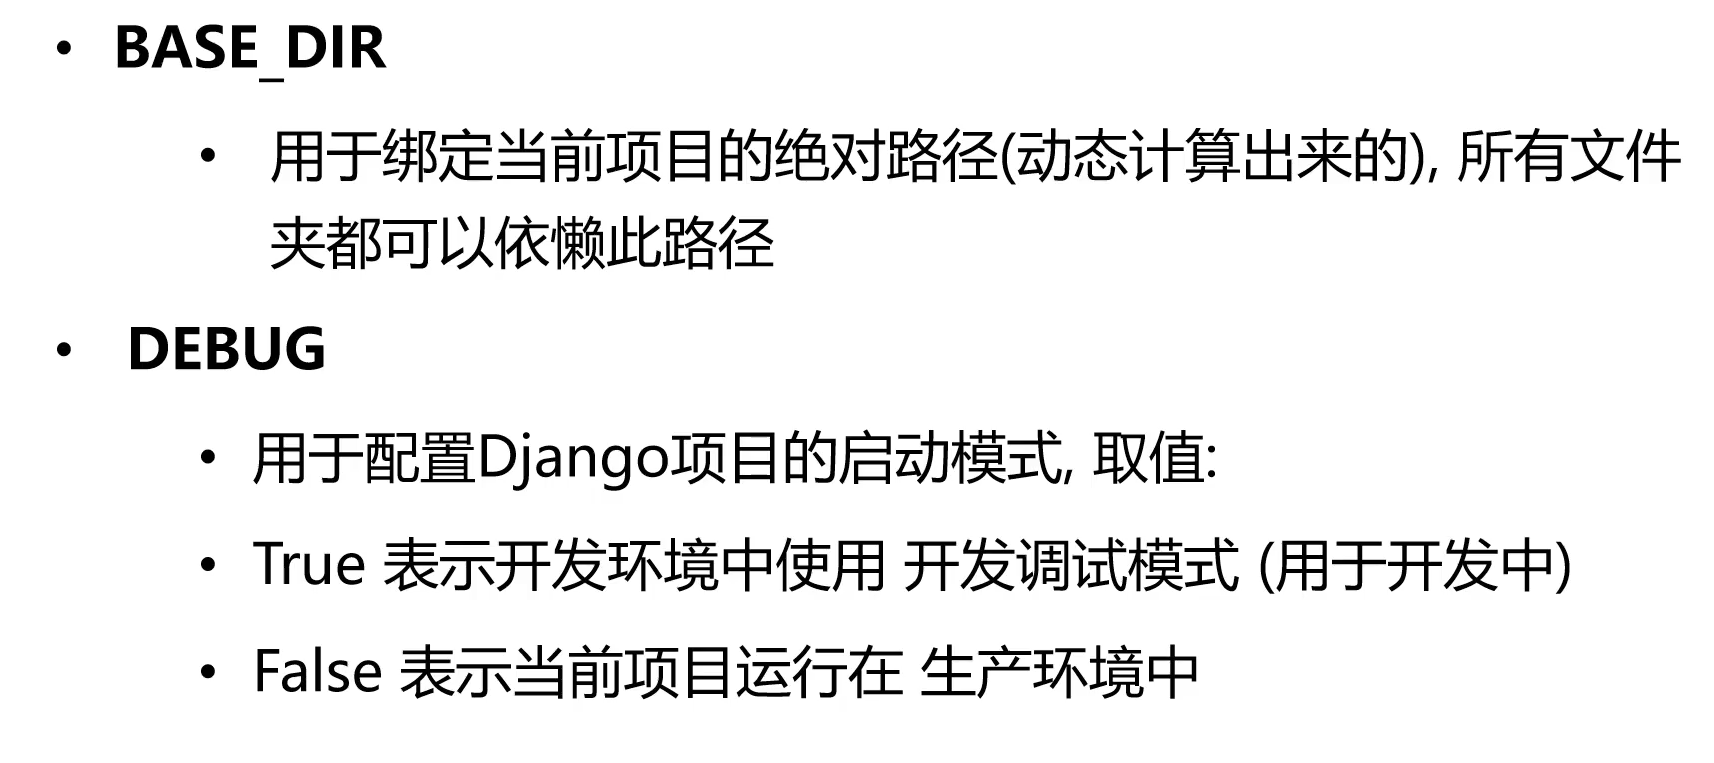 • BASE_DIR
• 用于绑定当前项目的绝对路径(动态计算出来的), 所有文件
夹都可以依懒此路径
• DEBUG
• 用于配置Django项目的启动模式, 取值:
• True 表示开发环境中使用 开发调试模式 (用于开发中)
• False 表示当前项目运行在 生产环境中